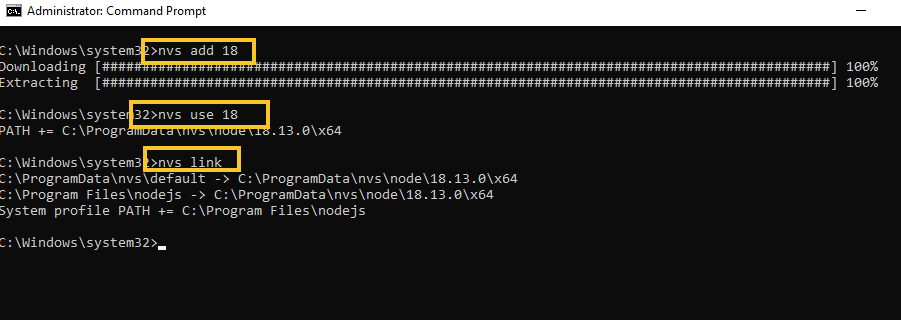 Administrator: Command Prompt
C:\Windows\system32>nvs add 18
Downloading [###########################################################################################] 100%
Extracting  [###########################################################################################] 100%
C:\Windows\system32>nvs use 18
PATH += C:\ProgramData\nvs\node\18.13.0\x64
C:\Windows\system32>nvs link
C:\ProgramData\nvs\default -> C:\ProgramData\nvs\node\18.13.0\x64
C:\Program Files\nodejs -> C:\ProgramData\nvs\node\18.13.0\x64
System profile PATH += C:\Program Files\nodejs
C:\Windows\system32>